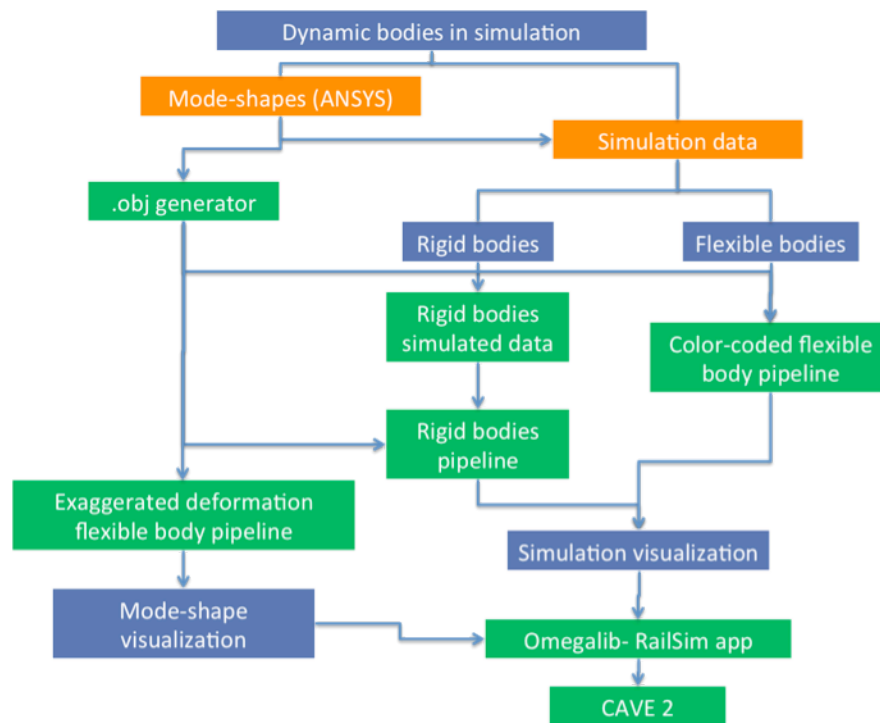 Dynamic bodies in simulation
Mode-shapes (ANSYS)
Simulation data
.obj generator
Rigid bodies
Flexible bodies
Rigid bodies
simulated data
Color-coded flexible
body pipeline
Rigid bodies
pipeline
Exaggerated deformation
flexible body pipeline
Simulation visualization
Mode-shape
visualization
Omegalib- RailSim app
CAVE 2